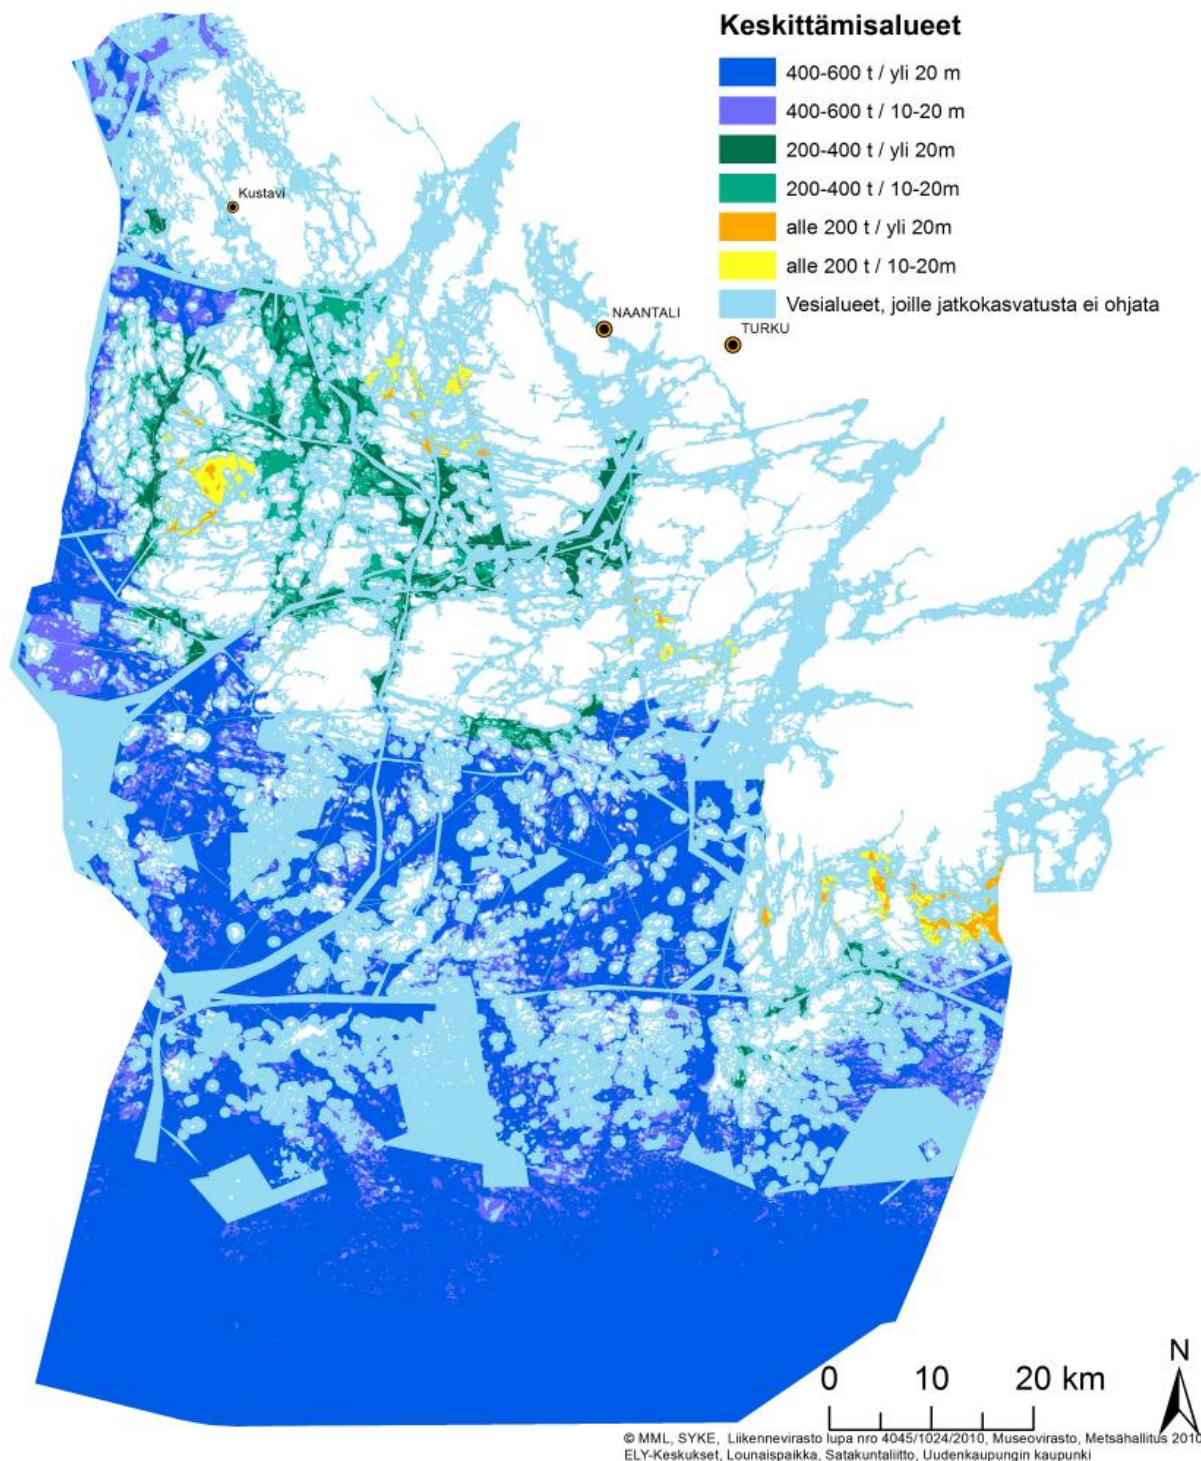 Keskittämisalueet
400-600 t / yli 20 m
400-600 t / 10-20 m
200-400 t / yli 20m
200-400 t / 10-20m
alle 200 t / yli 20m
alle 200 t / 10-20m
Vesialueet, joille jatkokasvatusta ei ohjata
Kustavi
NAANTALI
TURKU
N
0 10 20 km
© MML, SYKE, Liikennevirasto lupa nro 4045/1024/2010, Museovirasto, Metsähallitus 2010
ELY-Keskukset, Lounaispaikka, Satakuntaliitto, Uudenkaupungin kaupunki